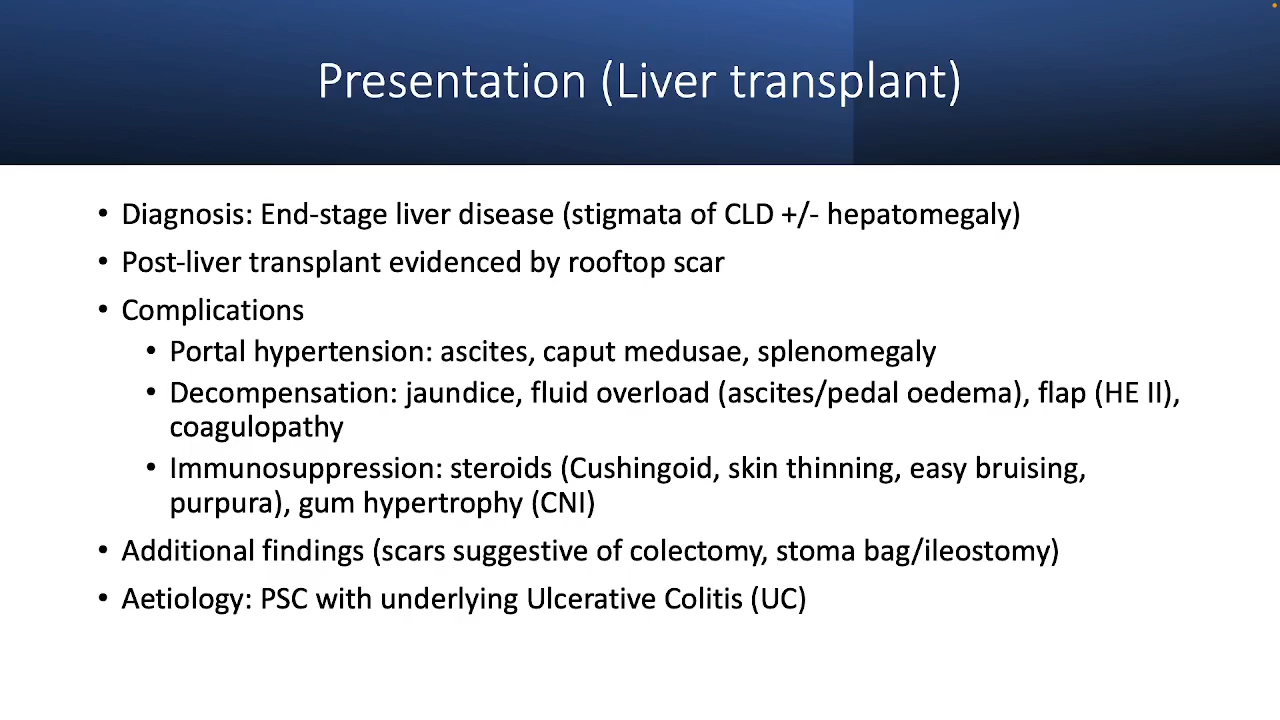 Presentation (Liver transplant)
• Diagnosis: End-stage liver disease (stigmata of CLD +/- hepatomegaly)
• Post-liver transplant evidenced by rooftop scar
• Complications
• Portal hypertension: ascites, caput medusae, splenomegaly
• Decompensation: jaundice, fluid overload (ascites/pedal oedema), flap (HE II),
coagulopathy
• Immunosuppression: steroids (Cushingoid, skin thinning, easy bruising,
purpura), gum hypertrophy (CNI)
• Additional findings (scars suggestive of colectomy, stoma bag/ileostomy)
• Aetiology: PSC with underlying Ulcerative Colitis (UC)